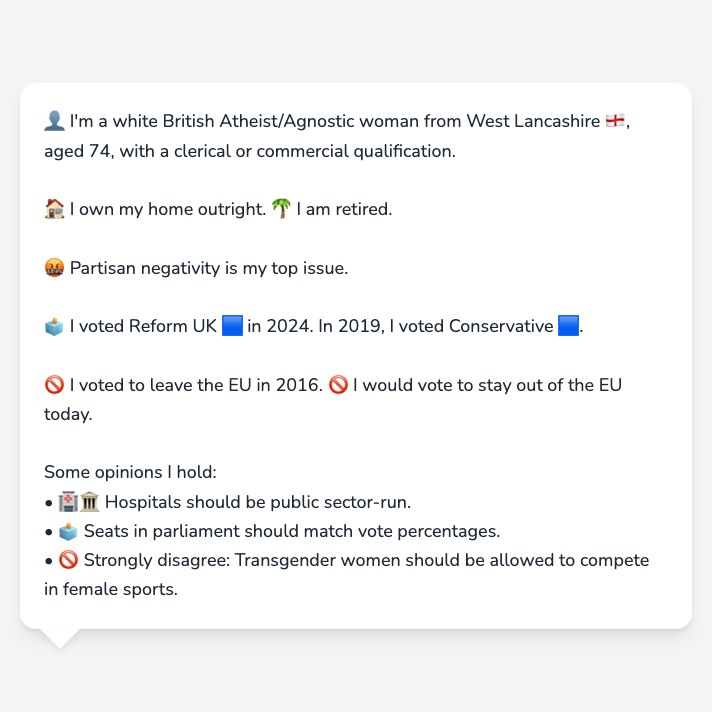 👤 I'm a white British Atheist/Agnostic woman from West Lancashire 🏴󠁧󠁢󠁥󠁮󠁧󠁿,
aged 74, with a clerical or commercial qualification.
🏠 I own my home outright. 🌴 I am retired.
🤬 Partisan negativity is my top issue.
🗳️ I voted Reform UK 🟦 in 2024. In 2019, I voted Conservative 🟦.
🚫 I voted to leave the EU in 2016. 🚫 I would vote to stay out of the EU
today.
Some opinions I hold:
• 🏥🏛️ Hospitals should be public sector-run.
• 🗳️ Seats in parliament should match vote percentages.
• 🚫 Strongly disagree: Transgender women should be allowed to compete
in female sports.